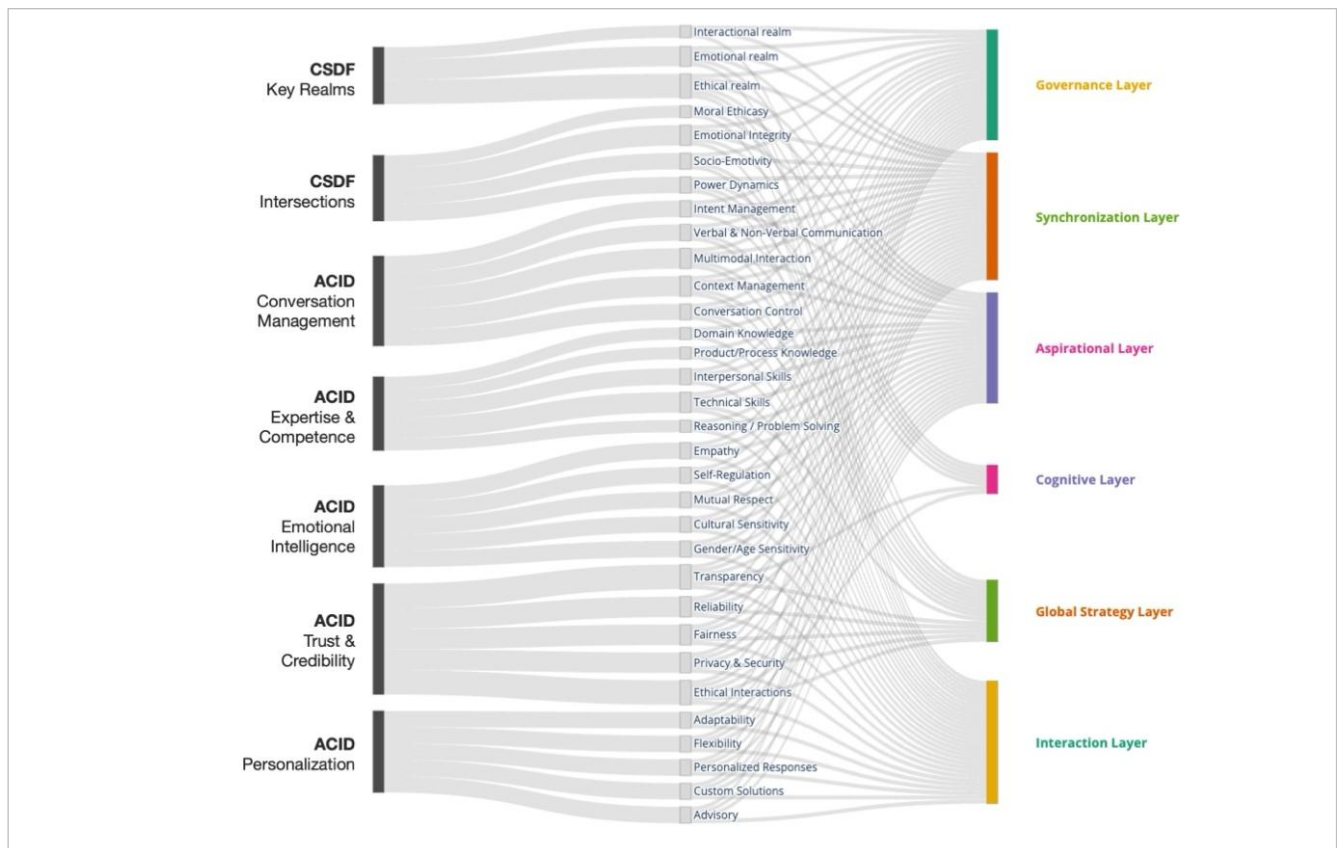 CSDF
Key Realms
CSDF
Intersections
ACID
Conversation
Management
ACID
Expertise &
Competence
ACID
Emotional
Intelligence
ACID
Trust &
Credibility
ACID
Personalization
Interactional realm
Emotional realm
Ethical realm
Moral Ethicasy
Emotional Integrity
Socio-Emotivity
Power Dynamics
Intent Management
Verbal & Non-Verbal Communication
Multimodal Interaction
Context Management
Conversation Control
Domain Knowledge
Product/Process Knowledge
Interpersonal Skills
Technical Skills
Reasoning / Problem Solving
Empathy
Self-Regulation
Mutual Respect
Cultural Sensitivity
Gender/Age Sensitivity
Transparency
Reliability
Fairness
Privacy & Security
Ethical Interactions
Adaptability
Flexibility
Personalized Responses
Custom Solutions
Advisory
Governance Layer
Synchronization Layer
Aspirational Layer
Cognitive Layer
Global Strategy Layer
Interaction Layer